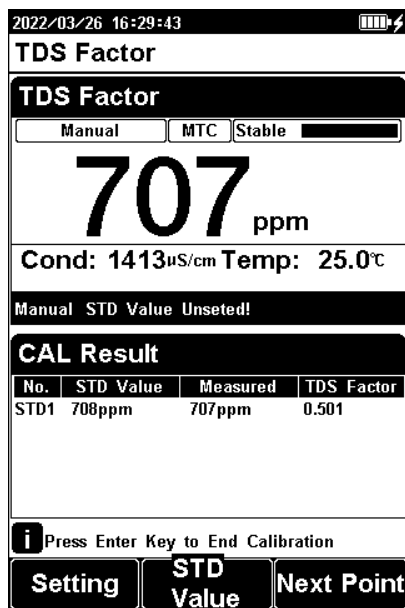 2022/03/26 16:29:43
TDS Factor
TDS Factor
Manual MTC Stable
707 ppm
Cond: 1413µS/cm Temp: 25.0℃
Manual STD Value Unseted!
CAL Result
No. STD Value Measured TDS Factor
STD1 708ppm 707ppm 0.501
i Press Enter Key to End Calibration
Setting STD Value Next Point